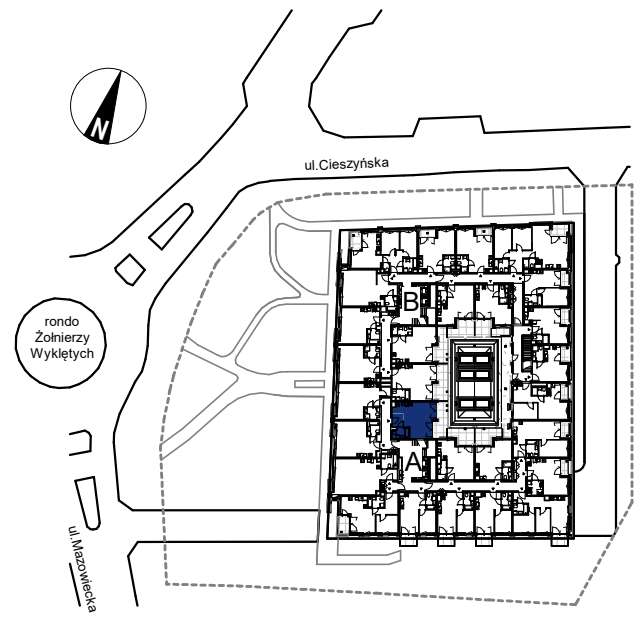 N
ul.Cieszyńska
B
rondo
Żołnierzy
Wyklętych
A
ul.Mazowiecka